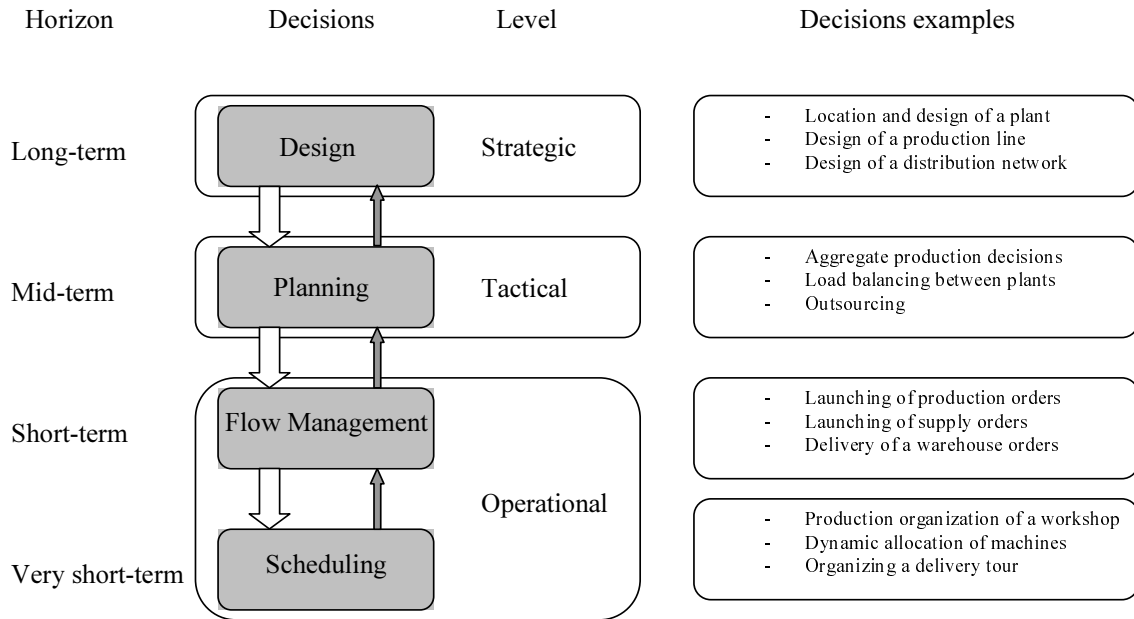 Horizon Decisions Level Decisions examples
Long-term Design Strategic
- Location and design of a plant
- Design of a production line
- Design of a distribution network
Mid-term Planning Tactical
- Aggregate production decisions
- Load balancing between plants
- Outsourcing
Short-term Flow Management
- Launching of production orders
- Launching of supply orders
- Delivery of a warehouse orders
Operational
Very short-term Scheduling
- Production organization of a workshop
- Dynamic allocation of machines
- Organizing a delivery tour